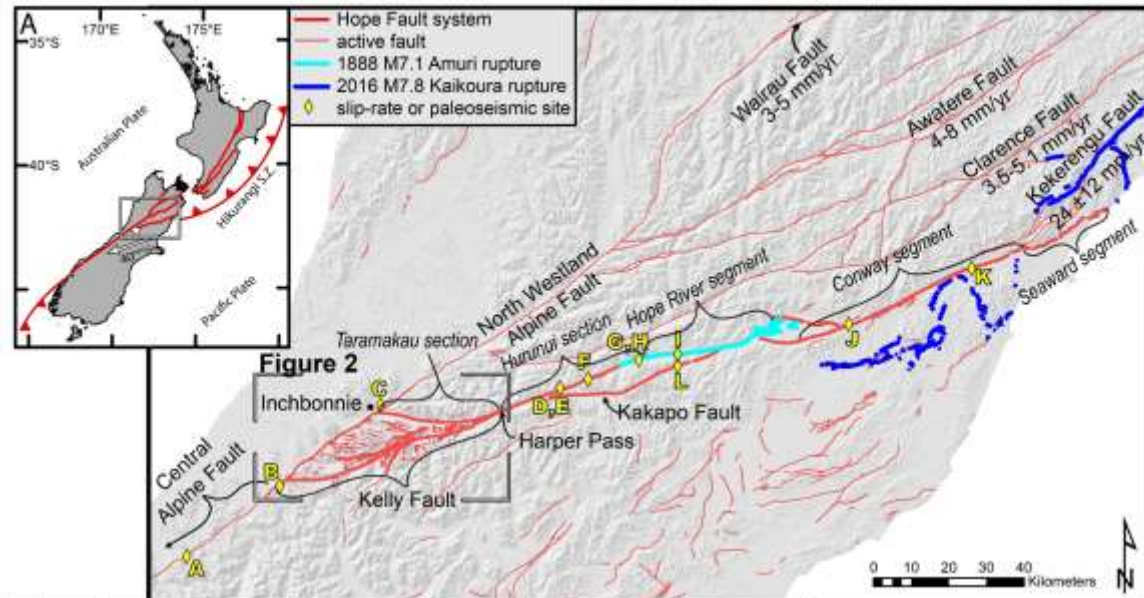 A
170°E
175°E
35°S
40°S
Australian Plate
Hikurangi S.Z.
Pacific Plate
Hope Fault system
active fault
1888 M7.1 Amuri rupture
2016 M7.8 Kaikoura rupture
slip-rate or paleoseismic site
Wairau Fault
3-5 mm/yr
Awatere Fault
4-8 mm/yr
Clarence Fault
3.5-5.1 mm/yr
Kekerengu Fault
24 ±12 mm/yr
North Westland
Alpine Fault
Conway segment
Seaward segment
Hope River segment
Hurunui section
Taramakau section
Figure 2
Inchbonnie
C
G,H
I
F
D,E
L
J
K
Kakapo Fault
Harper Pass
Kelly Fault
Central
Alpine Fault
B
A
0 10 20 30 40
Kilometers
N